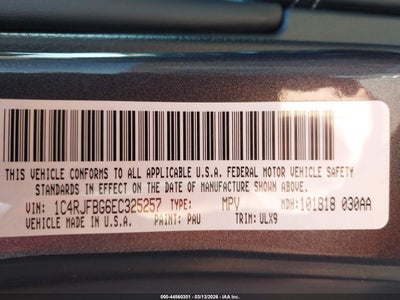 THIS VEHICLE CONFORMS TO ALL APPLICABLE U.S.A. FEDERAL MOTOR VEHICLE SAFETY
STANDARDS IN EFFECT ON THE DATE OF MANUFACTURE SHOWN ABOVE.
VIN: 1C4RJFBG6EC325257 TYPE: MPV MDH: 101818 030AA
VEHICLE MADE IN U.S.A. PAINT: PAU TRIM: ULX9
000-44560301 - 03/13/2026 - IAA Inc.